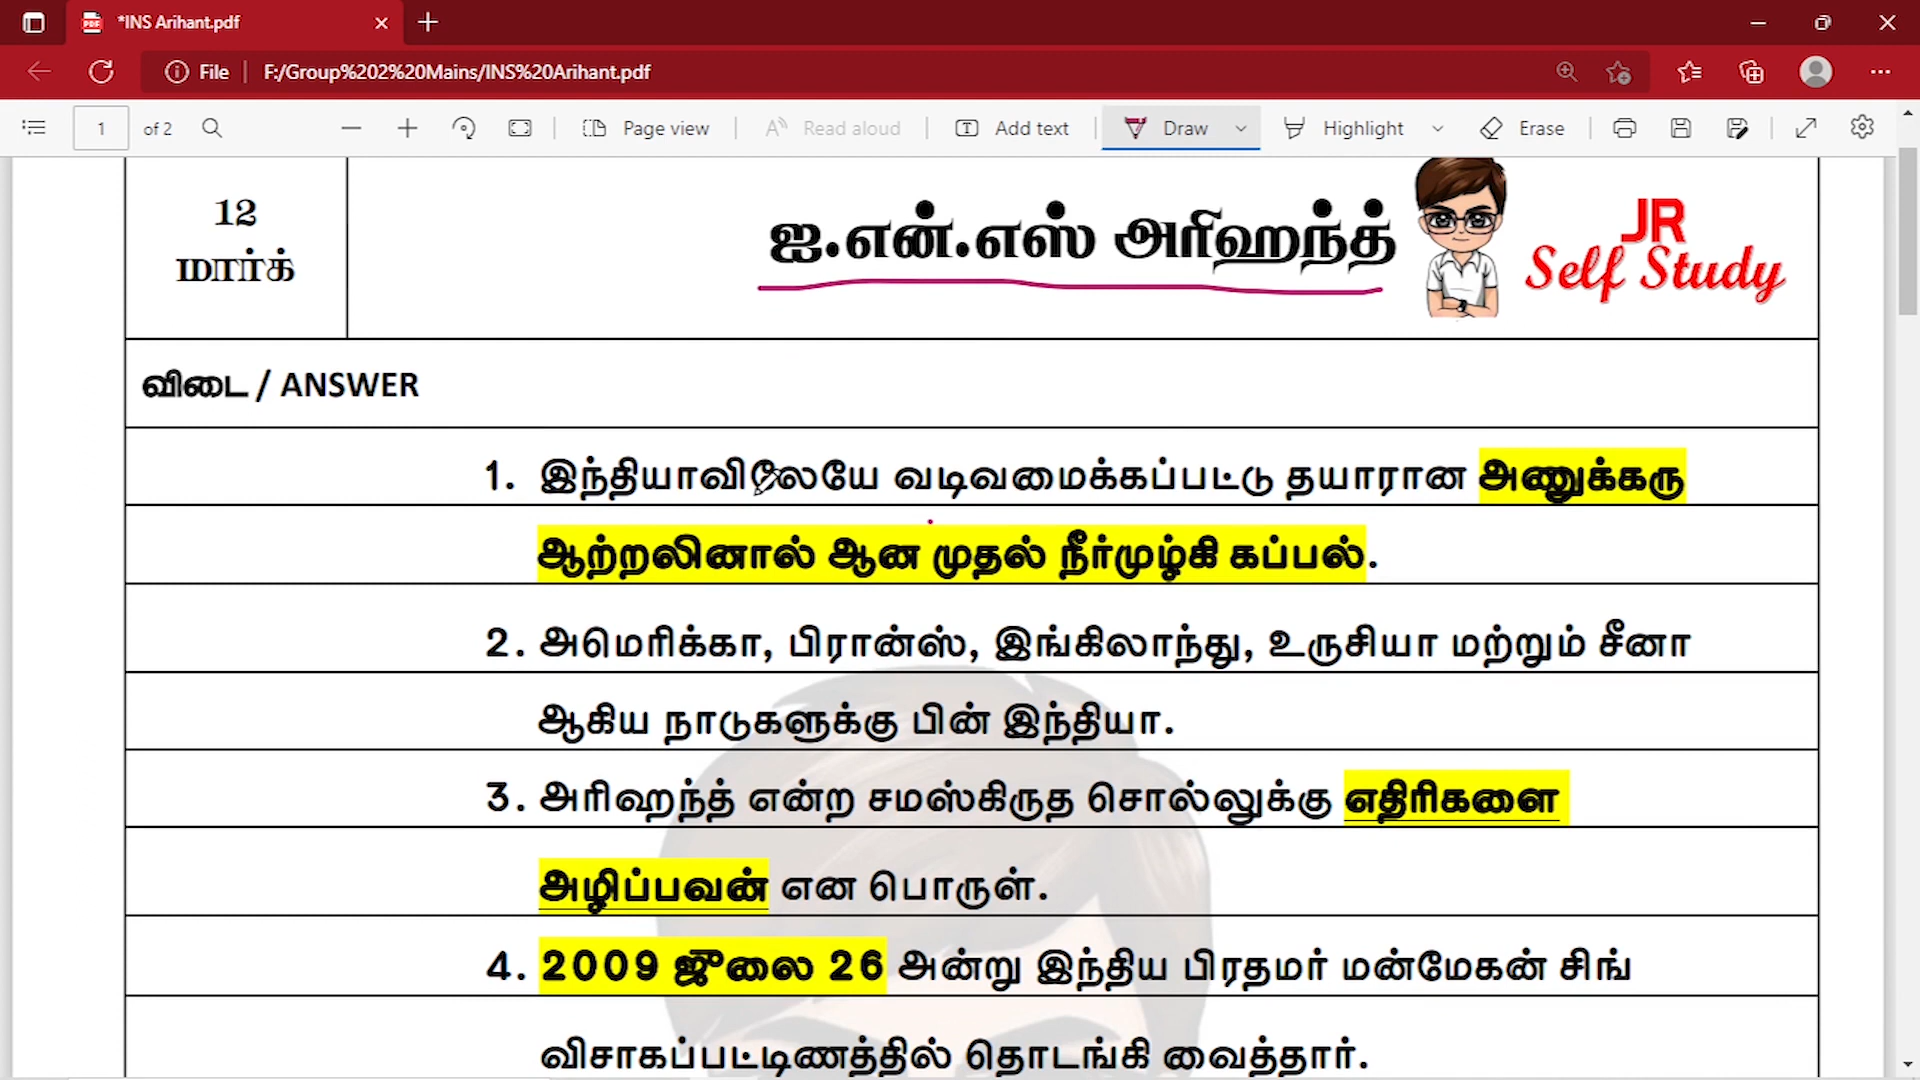 *INS Arihant.pdf
File F:/Group%202%20Mains/INS%20Arihant.pdf
1 of 2 Page view Read aloud Add text Draw Highlight Erase
12
மார்க்
ஐ.என்.எஸ் அரிஹந்த்
JR
Self Study
விடை / ANSWER
1. இந்தியாவிலேயே வடிவமைக்கப்பட்டு தயாரான அணுக்கரு
ஆற்றலினால் ஆன முதல் நீர்முழ்கி கப்பல்.
2. அமெரிக்கா, பிரான்ஸ், இங்கிலாந்து, உருசியா மற்றும் சீனா
ஆகிய நாடுகளுக்கு பின் இந்தியா.
3. அரிஹந்த் என்ற சமஸ்கிருத சொல்லுக்கு எதிரிகளை
அழிப்பவன் என பொருள்.
4. 2009 ஜூலை 26 அன்று இந்திய பிரதமர் மன்மேகன் சிங்
விசாகப்பட்டிணத்தில் தொடங்கி வைத்தார்.